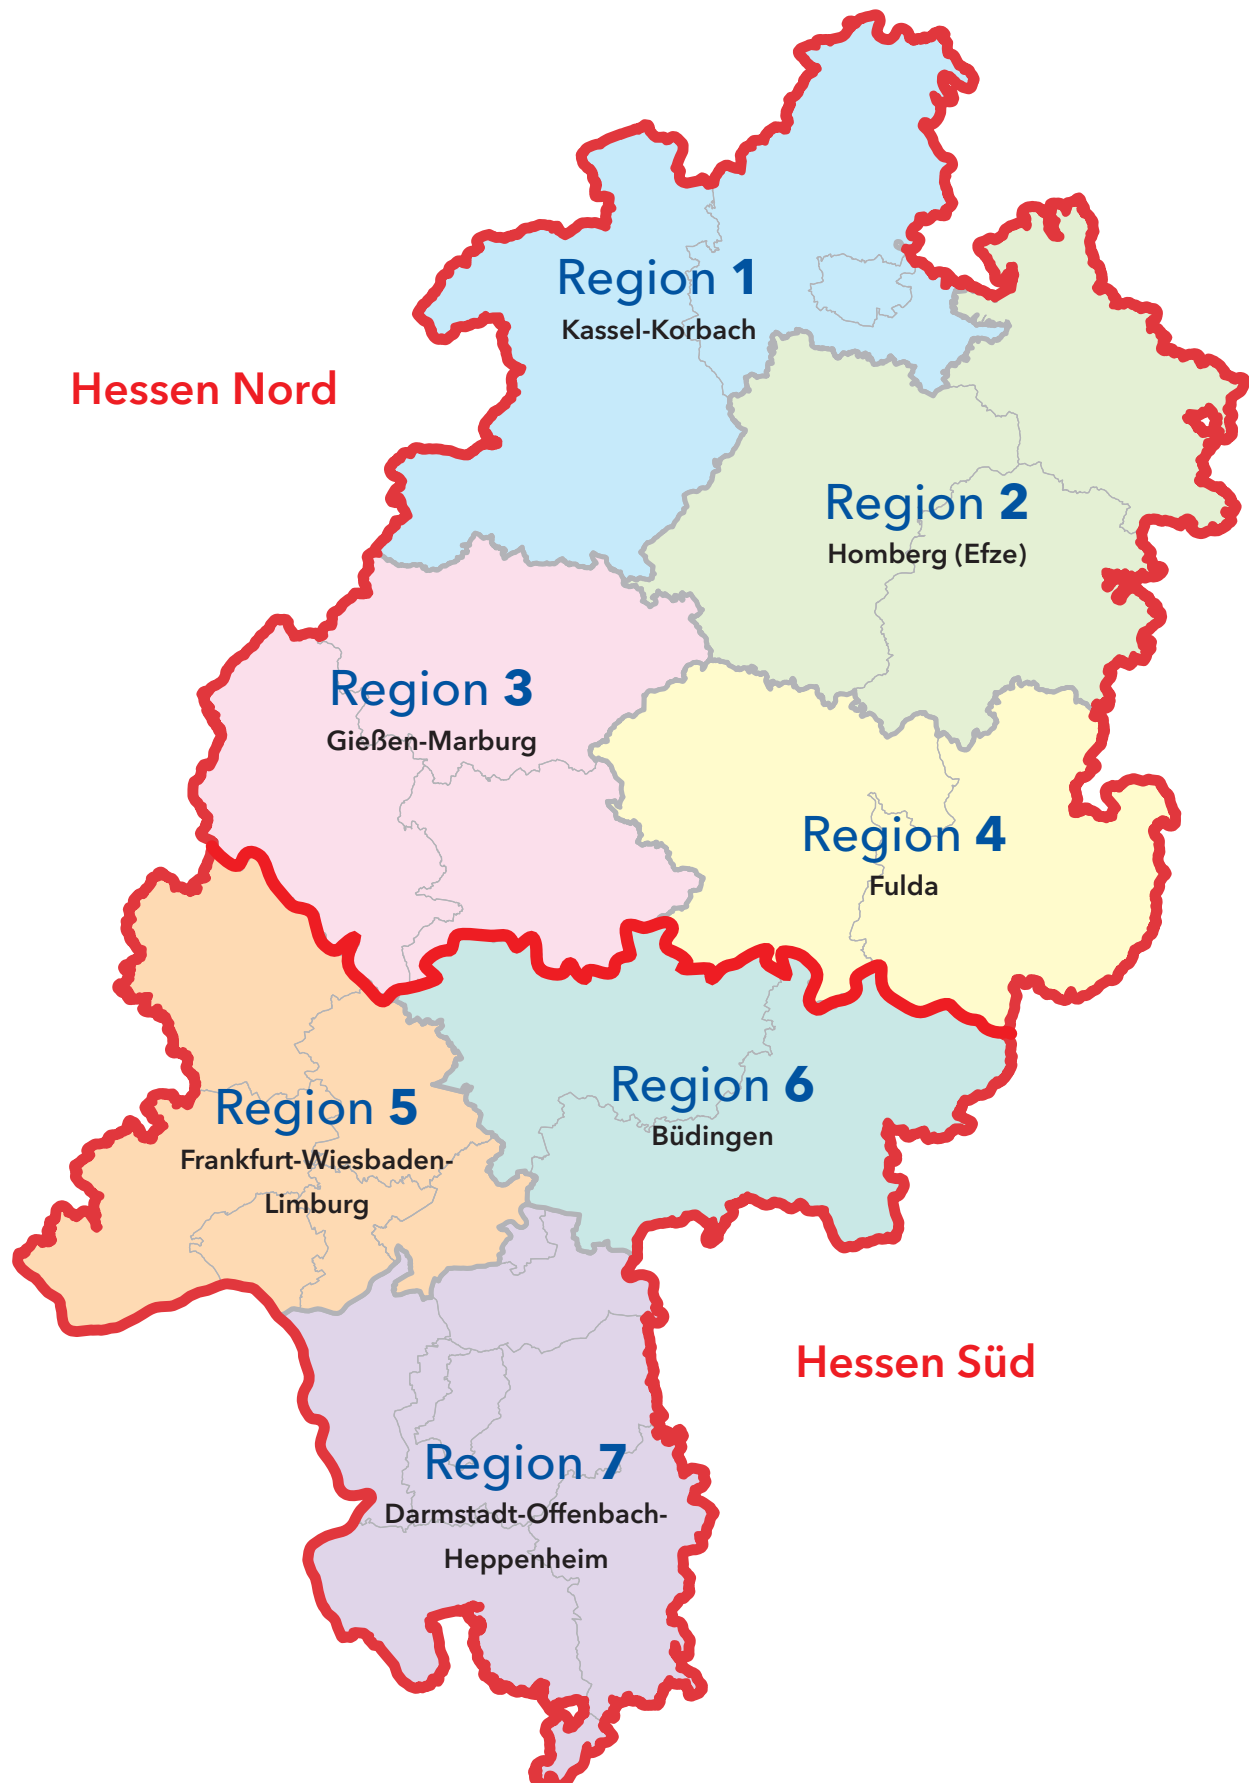 Region 1
Kassel-Korbach
Hessen Nord
Region 2
Homberg (Efze)
Region 3
Gießen-Marburg
Region 4
Fulda
Region 5
Frankfurt-Wiesbaden-
Limburg
Region 6
Büdingen
Hessen Süd
Region 7
Darmstadt-Offenbach-
Heppenheim